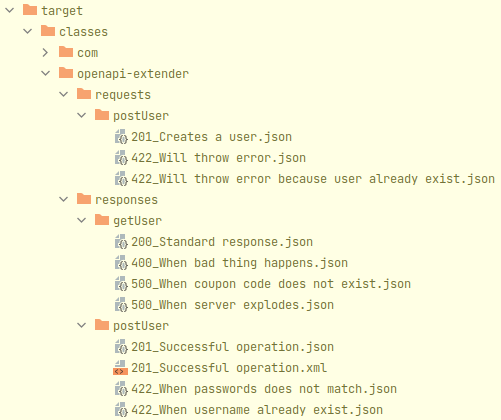 target
classes
com
openapi-extender
requests
postUser
201_Creates a user.json
422_Will throw error.json
422_Will throw error because user already exist.json
responses
getUser
200_Standard response.json
400_When bad thing happens.json
500_When coupon code does not exist.json
500_When server explodes.json
postUser
201_Successful operation.json
201_Successful operation.xml
422_When passwords does not match.json
422_When username already exist.json